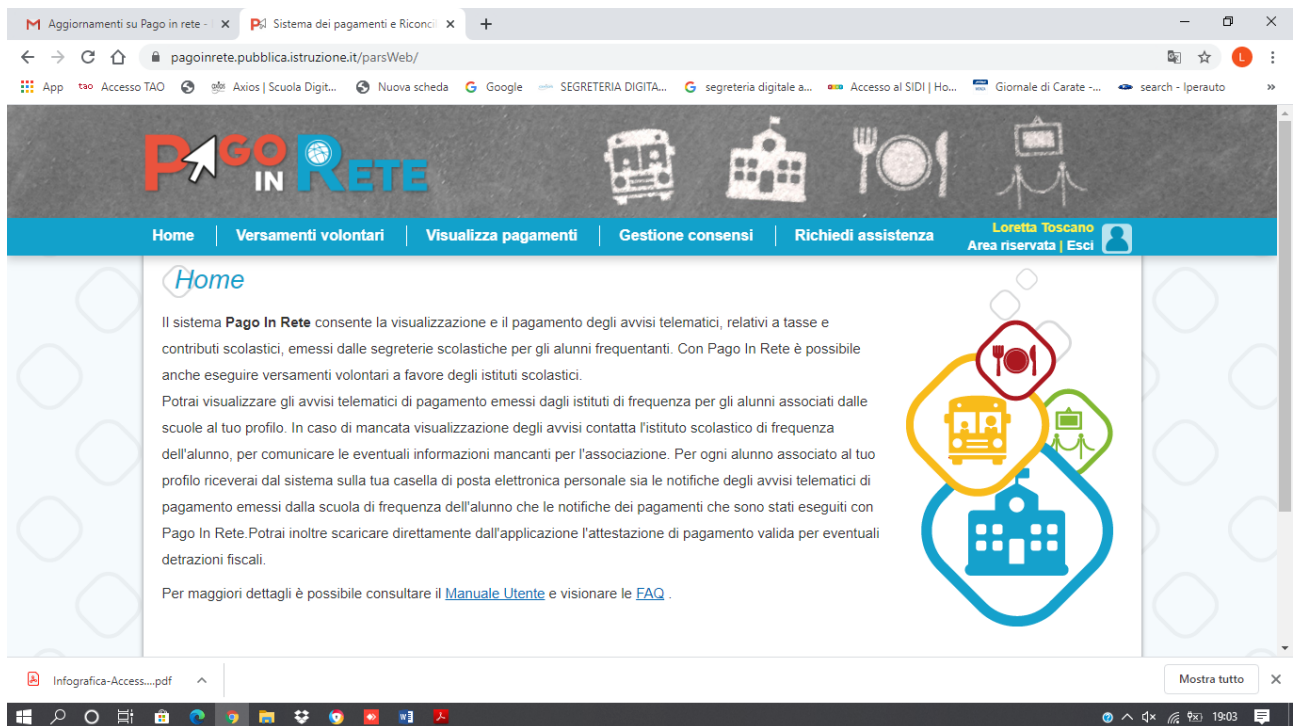 Aggiornamenti su Pago in rete -
Sistema dei pagamenti e Riconcil
pagoinrete.pubblica.istruzione.it/parsWeb/
L
App
tao Accesso TAO
Axios | Scuola Digit...
Nuova scheda
Google
SEGRETERIA DIGITA...
segreteria digitale a...
Accesso al SIDI | Ho...
Giornale di Carate -...
search - Iperauto
»
PAGO IN RETE
Home
Versamenti volontari
Visualizza pagamenti
Gestione consensi
Richiedi assistenza
Loretta Toscano
Area riservata | Esci
Home
Il sistema Pago In Rete consente la visualizzazione e il pagamento degli avvisi telematici, relativi a tasse e
contributi scolastici, emessi dalle segreterie scolastiche per gli alunni frequentanti. Con Pago In Rete è possibile
anche eseguire versamenti volontari a favore degli istituti scolastici.
Potrai visualizzare gli avvisi telematici di pagamento emessi dagli istituti di frequenza per gli alunni associati dalle
scuole al tuo profilo. In caso di mancata visualizzazione degli avvisi contatta l'istituto scolastico di frequenza
dell'alunno, per comunicare le eventuali informazioni mancanti per l'associazione. Per ogni alunno associato al tuo
profilo riceverai dal sistema sulla tua casella di posta elettronica personale sia le notifiche degli avvisi telematici di
pagamento emessi dalla scuola di frequenza dell'alunno che le notifiche dei pagamenti che sono stati eseguiti con
Pago In Rete.Potrai inoltre scaricare direttamente dall'applicazione l'attestazione di pagamento valida per eventuali
detrazioni fiscali.
Per maggiori dettagli è possibile consultare il Manuale Utente e visionare le FAQ .
Infografica-Access....pdf
Mostra tutto
19:03